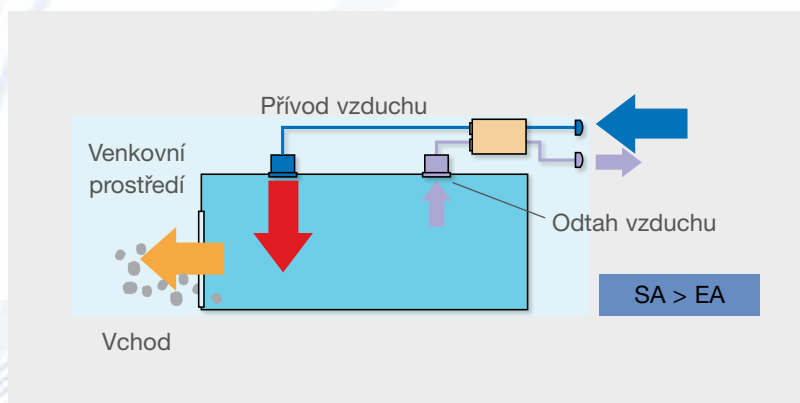 Přívod vzduchu
Venkovní
prostředí
Odtah vzduchu
SA > EA
Vchod